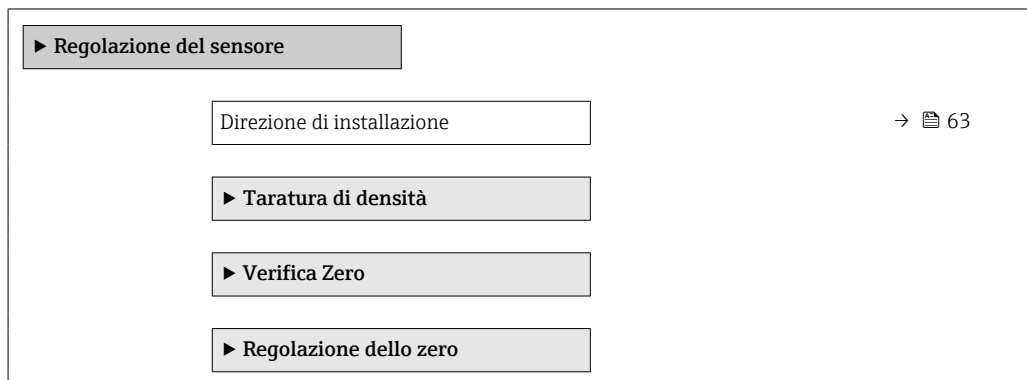 ▶ Regolazione del sensore
Direzione di installazione → 63
▶ Taratura di densità
▶ Verifica Zero
▶ Regolazione dello zero